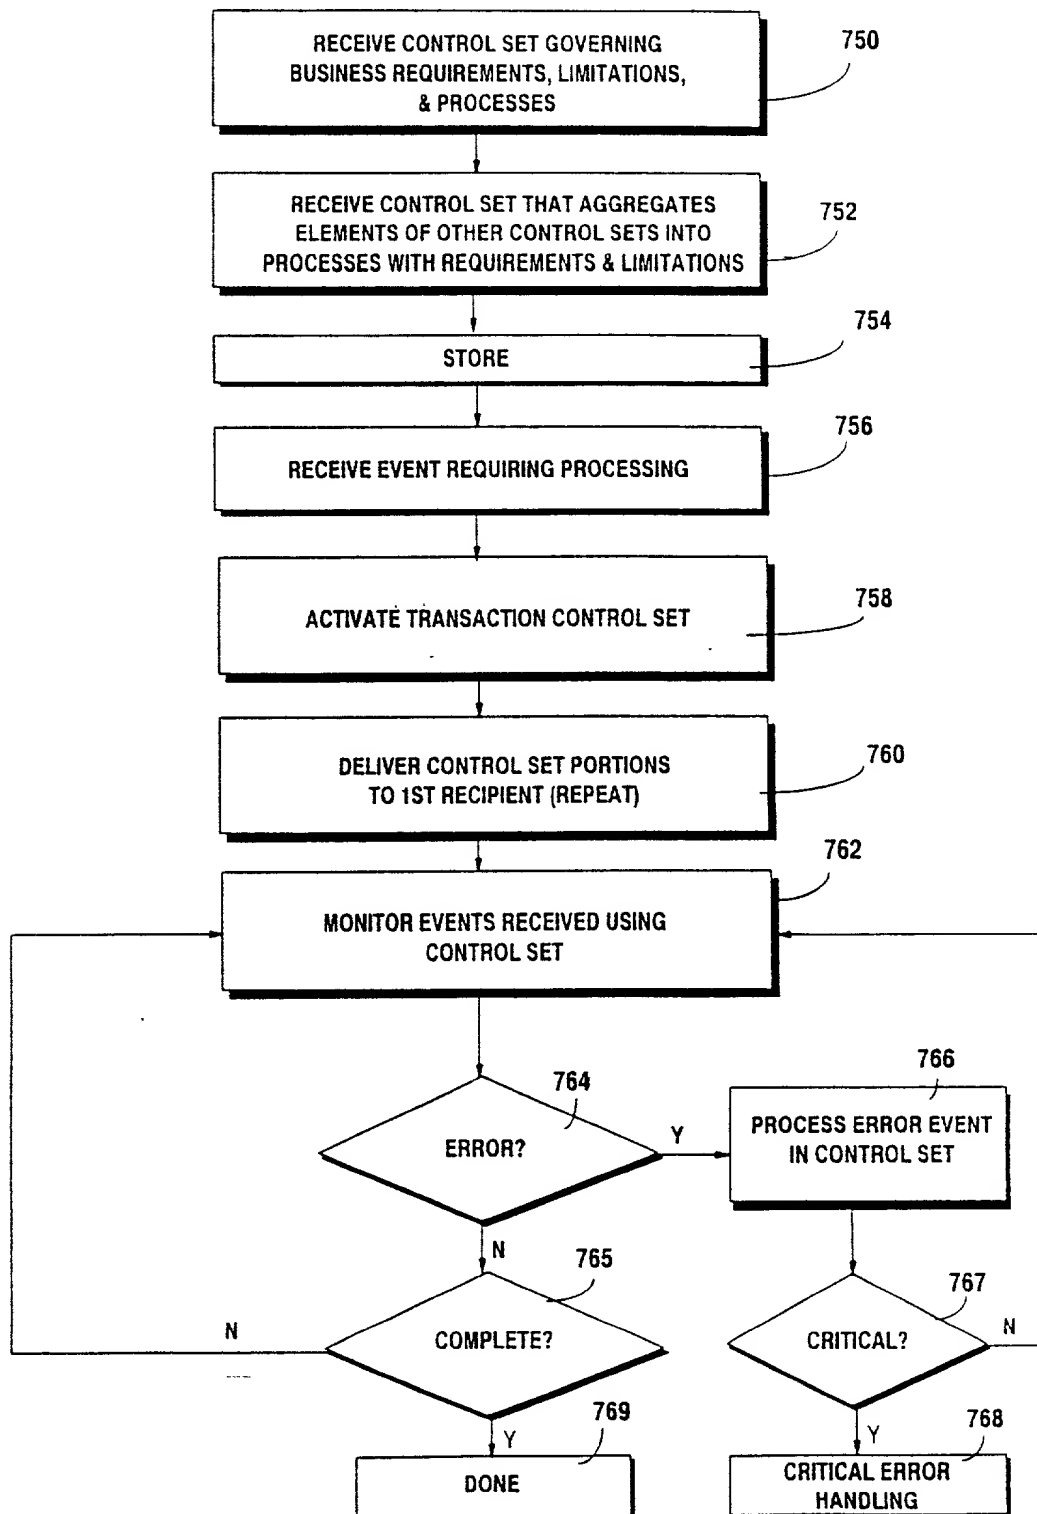 RECEIVE CONTROL SET GOVERNING
BUSINESS REQUIREMENTS, LIMITATIONS,
& PROCESSES
750
RECEIVE CONTROL SET THAT AGGREGATES
ELEMENTS OF OTHER CONTROL SETS INTO
PROCESSES WITH REQUIREMENTS & LIMITATIONS
752
STORE
754
RECEIVE EVENT REQUIRING PROCESSING
756
ACTIVATE TRANSACTION CONTROL SET
758
DELIVER CONTROL SET PORTIONS
TO 1ST RECIPIENT (REPEAT)
760
MONITOR EVENTS RECEIVED USING
CONTROL SET
762
ERROR?
764
Y
PROCESS ERROR EVENT
IN CONTROL SET
766
N
COMPLETE?
765
N
CRITICAL?
767
N
Y
DONE
769
Y
CRITICAL ERROR
HANDLING
768